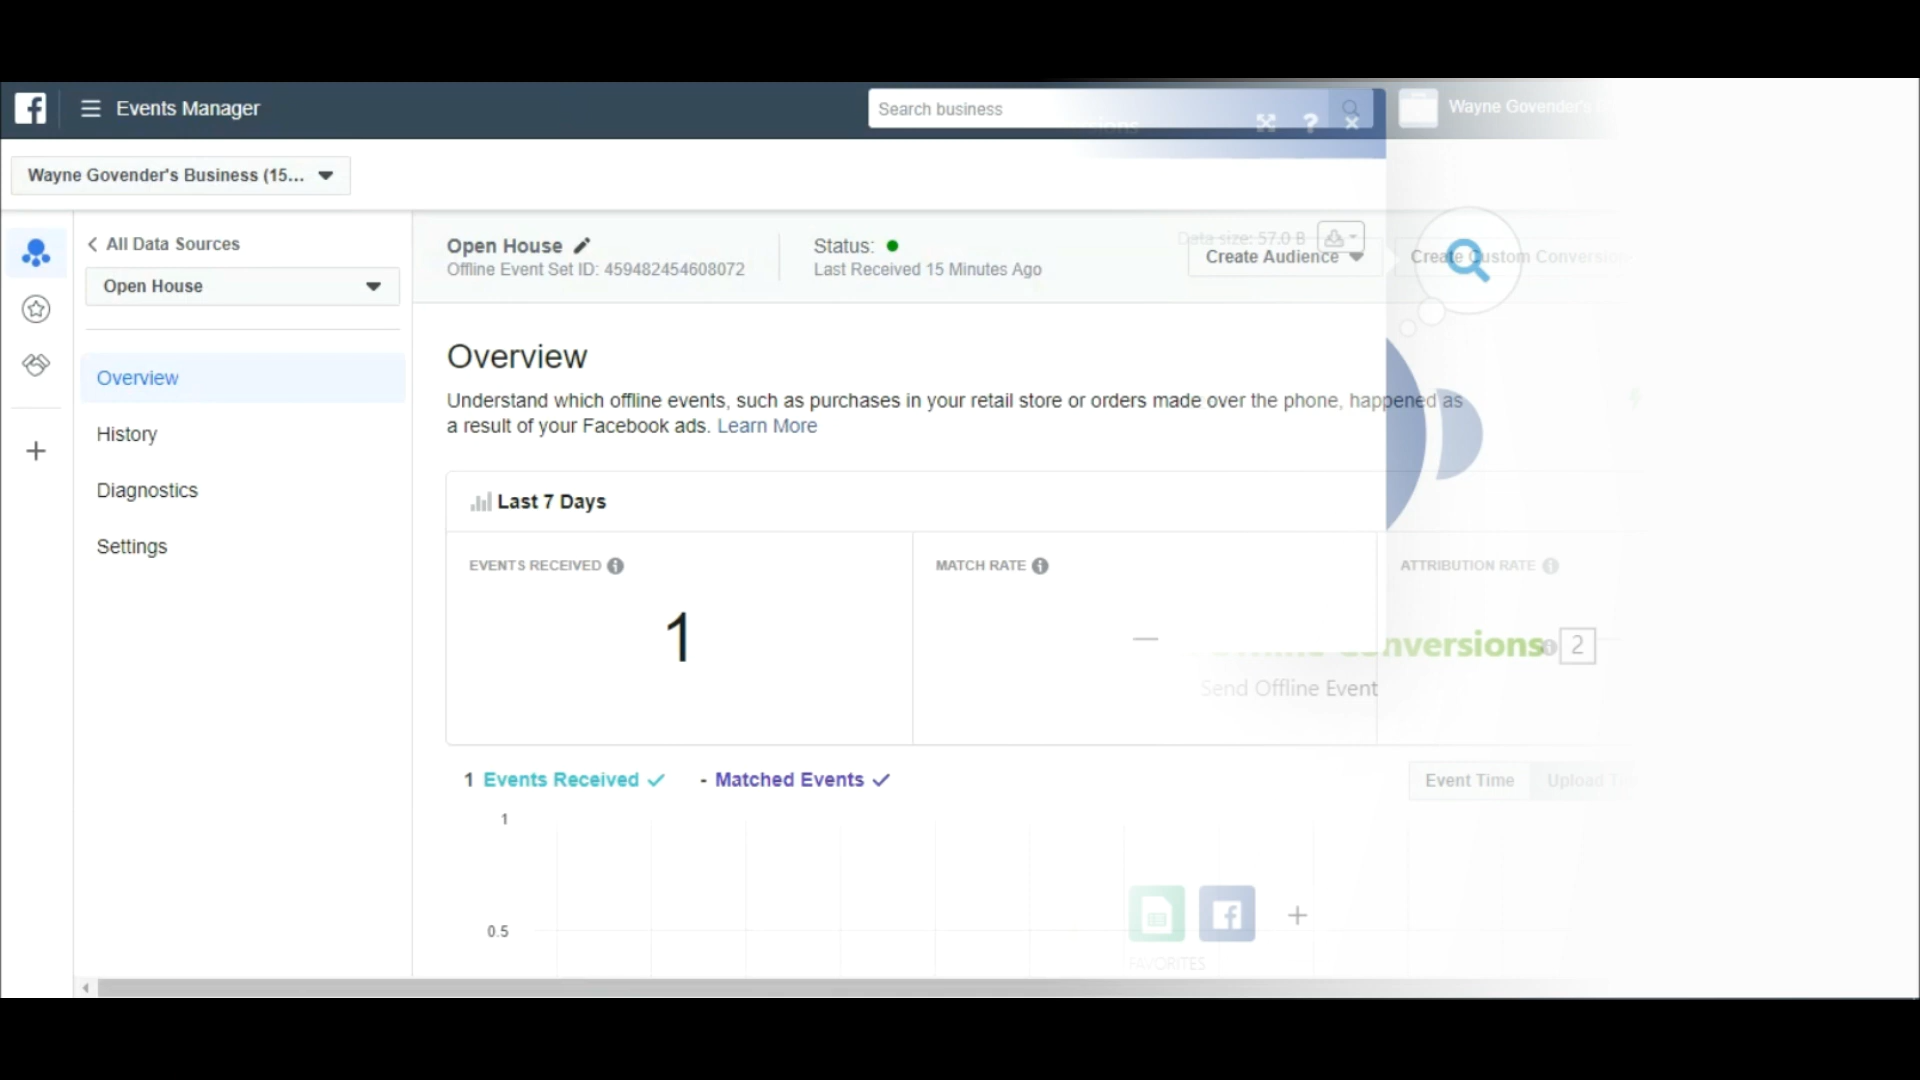 Events Manager
Search business
Wayne Govender's
Wayne Govender's Business (15...
All Data Sources
Open House
Overview
History
Diagnostics
Settings
Open House
Offline Event Set ID: 459482454608072
Status:
Last Received 15 Minutes Ago
Data size: 57.0 B
Create Audience
Create Custom Conversion
Overview
Understand which offline events, such as purchases in your retail store or orders made over the phone, happened as
a result of your Facebook ads. Learn More
Last 7 Days
EVENTS RECEIVED
1
MATCH RATE
—
ATTRIBUTION RATE
nversions 2
Send Offline Event
1 Events Received
- Matched Events
Event Time
Upload
1
0.5
FAVORITES